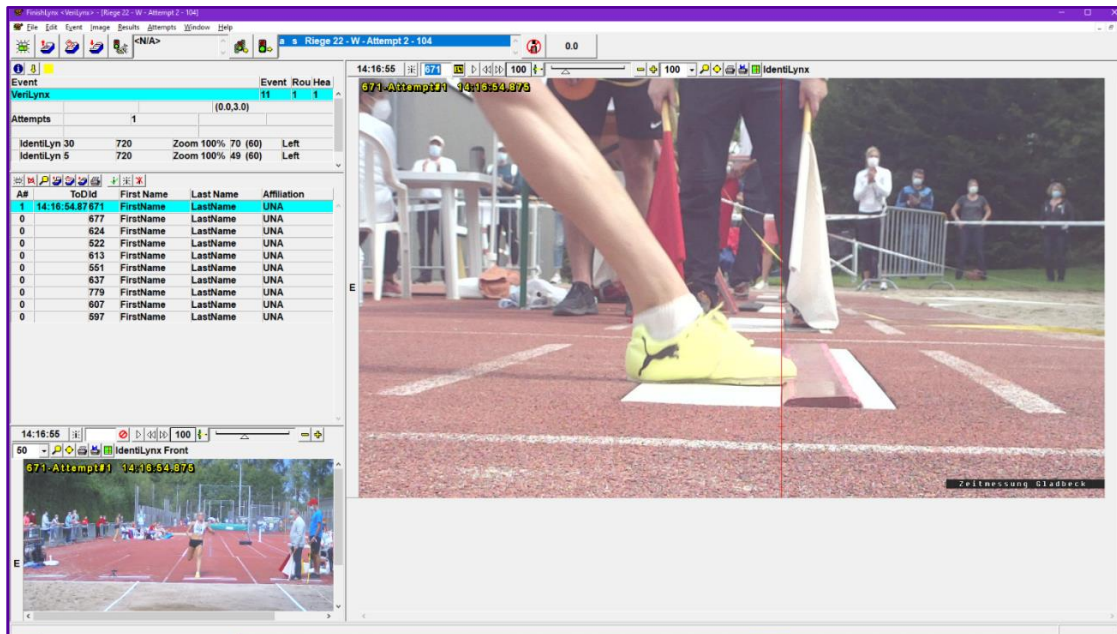 FinishLynx <VeriLynx> - [Riege 22 - W - Attempt 2 - 104]
File Edit Event Image Results Attempts Window Help
<N/A>
a s Riege 22 - W - Attempt 2 - 104
0.0
Event Event Rou Hea
VeriLynx 11 1 1
(0.0,3.0)
Attempts 1
IdentiLyn 30 720 Zoom 100% 70 (60) Left
IdentiLyn 5 720 Zoom 100% 49 (60) Left
A# ToD Id First Name Last Name Affiliation
1 14:16:54.87 671 FirstName LastName UNA
0 677 FirstName LastName UNA
0 624 FirstName LastName UNA
0 522 FirstName LastName UNA
0 613 FirstName LastName UNA
0 551 FirstName LastName UNA
0 637 FirstName LastName UNA
0 779 FirstName LastName UNA
0 607 FirstName LastName UNA
0 597 FirstName LastName UNA
14:16:55 100
50 IdentiLynx Front
671-Attempt#1 14:16:54.875
E
14:16:55 671 100 100 IdentiLynx
671-Attempt#1 14:16:54.875
E
Zeitmessung Gladbeck